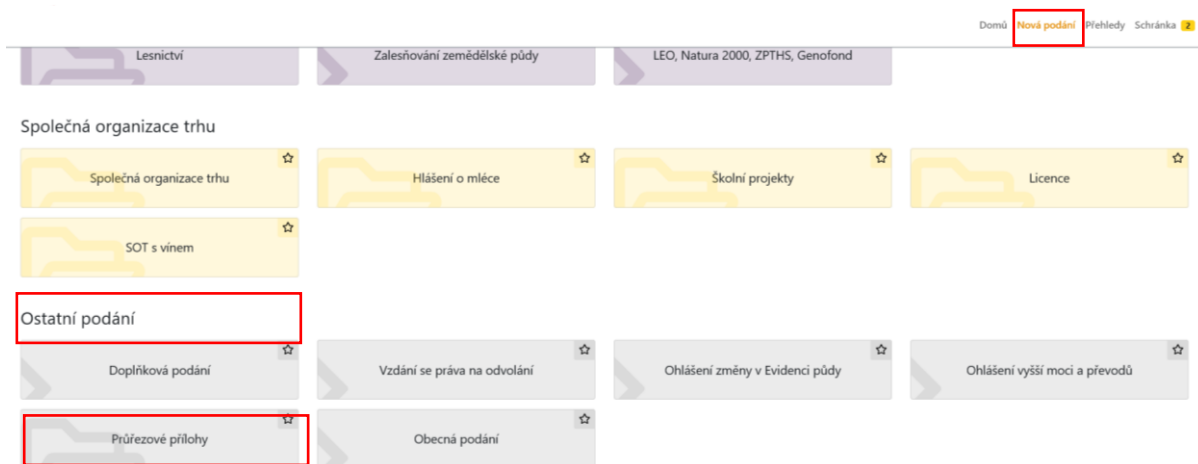 Domů Nová podání Přehledy Schránka 2
Lesnictví Zalesňování zemědělské půdy LEO, Natura 2000, ZPTHS, Genofond
Společná organizace trhu
Společná organizace trhu Hlášení o mléce Školní projekty Licence
SOT s vínem
Ostatní podání
Doplňková podání Vzdání se práva na odvolání Ohlášení změny v Evidenci půdy Ohlášení vyšší moci a převodů
Průřezové přílohy Obecná podání